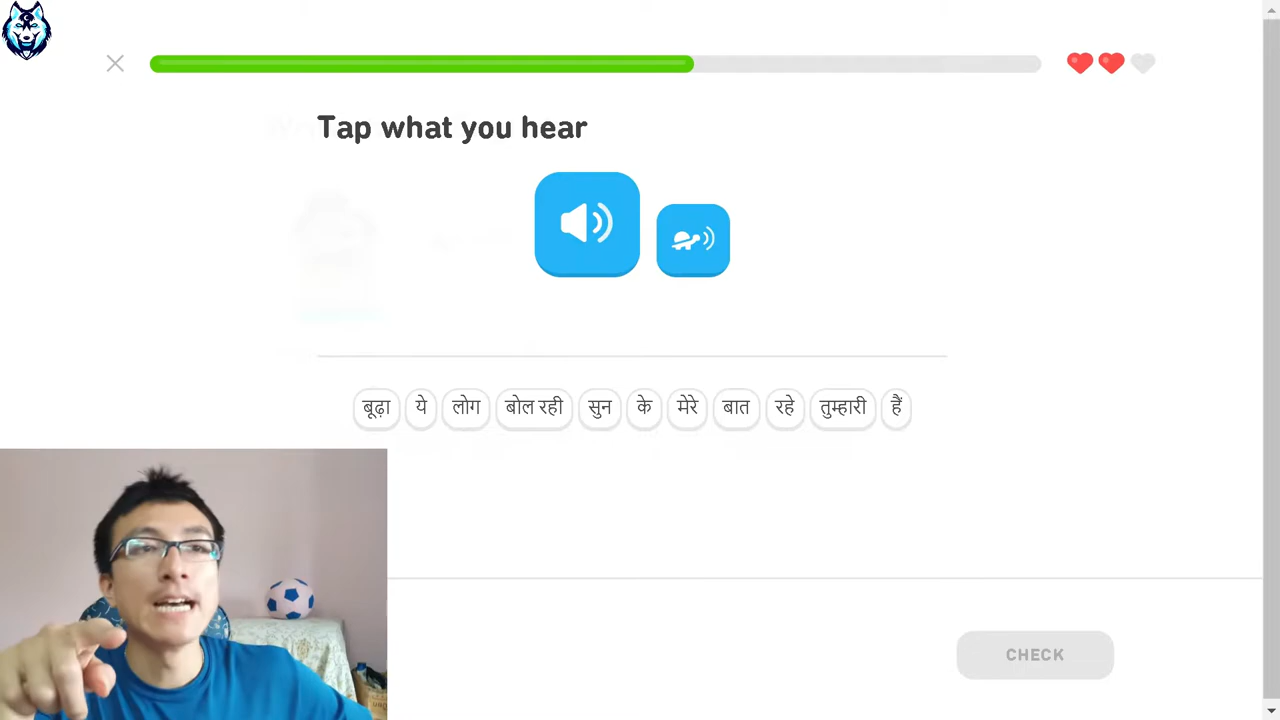 Tap what you hear
बूढ़ा ये लोग बोल रही सुन के मेरे बात रहे तुम्हारी हैं
CHECK